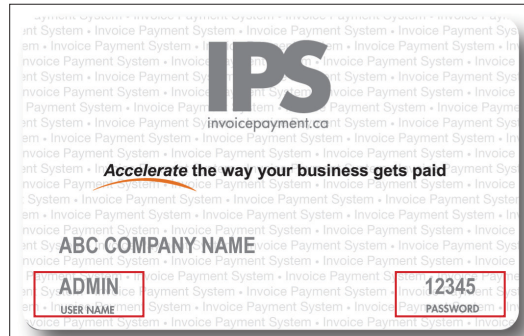 IPS
invoicepayment.ca
Accelerate the way your business gets paid
ABC COMPANY NAME
ADMIN
USER NAME
12345
PASSWORD